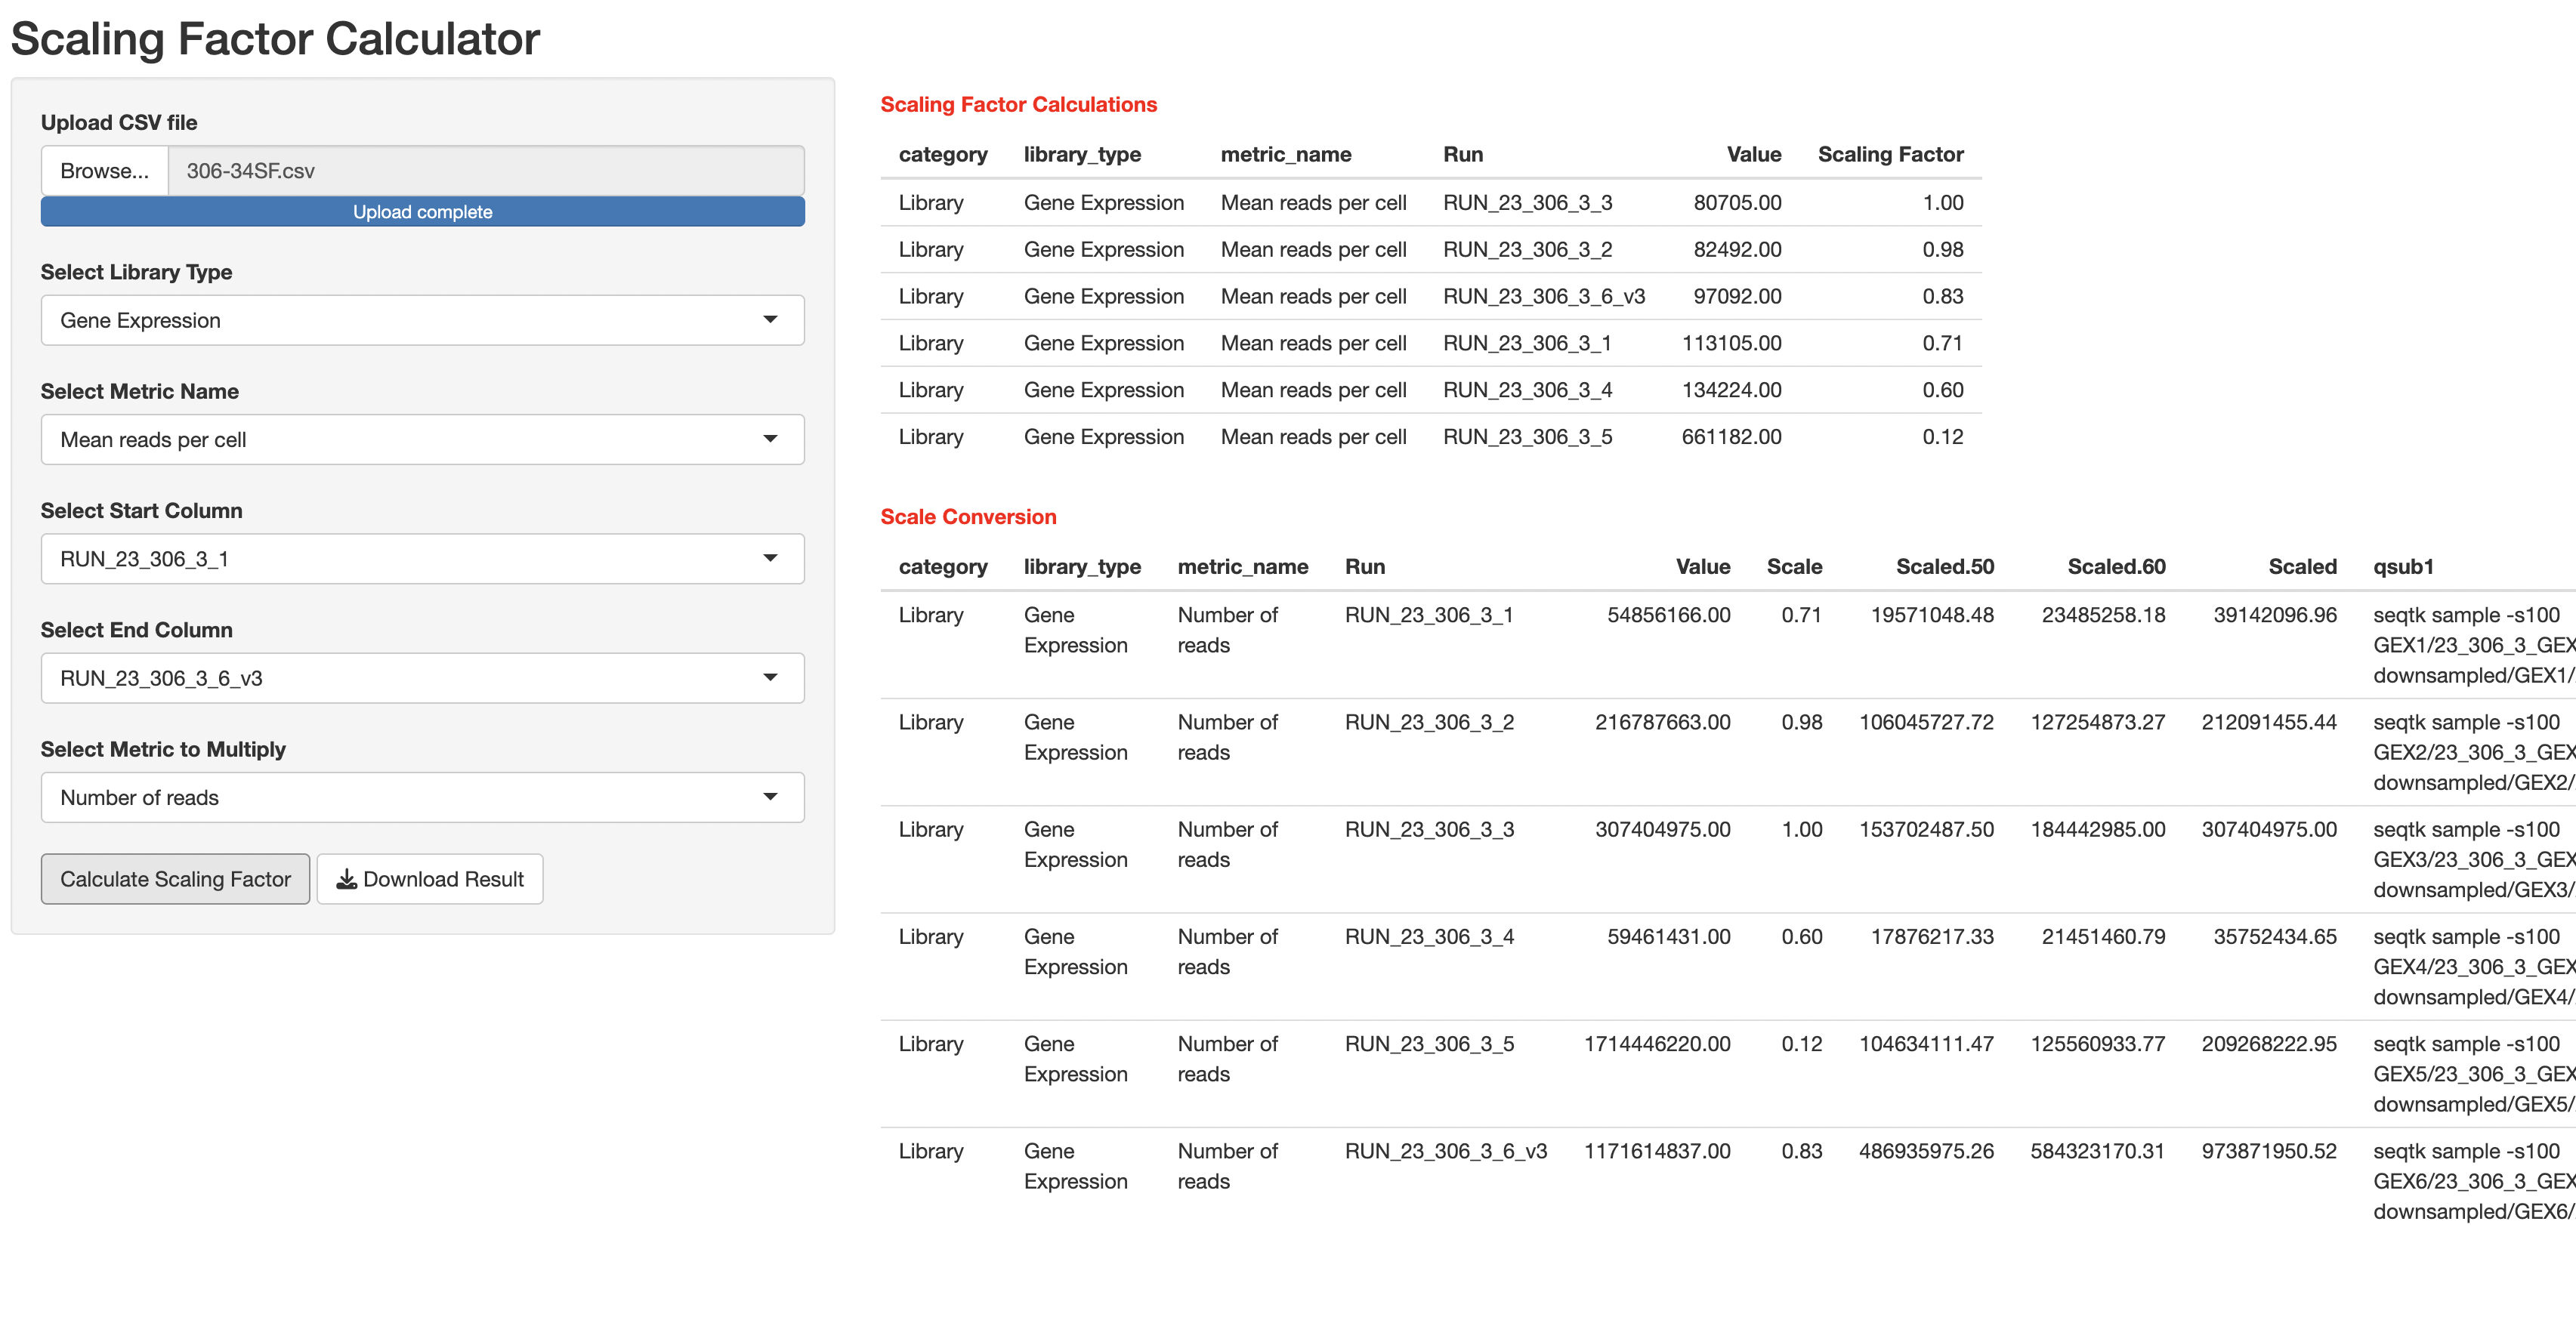 Scaling Factor Calculator
Upload CSV file
Browse... 306-34SF.csv
Upload complete
Select Library Type
Gene Expression
Select Metric Name
Mean reads per cell
Select Start Column
RUN_23_306_3_1
Select End Column
RUN_23_306_3_6_v3
Select Metric to Multiply
Number of reads
Calculate Scaling Factor Download Result
Scaling Factor Calculations
category library_type metric_name Run Value Scaling Factor
Library Gene Expression Mean reads per cell RUN_23_306_3_3 80705.00 1.00
Library Gene Expression Mean reads per cell RUN_23_306_3_2 82492.00 0.98
Library Gene Expression Mean reads per cell RUN_23_306_3_6_v3 97092.00 0.83
Library Gene Expression Mean reads per cell RUN_23_306_3_1 113105.00 0.71
Library Gene Expression Mean reads per cell RUN_23_306_3_4 134224.00 0.60
Library Gene Expression Mean reads per cell RUN_23_306_3_5 661182.00 0.12
Scale Conversion
category library_type metric_name Run Value Scale Scaled.50 Scaled.60 Scaled qsub1
Library Gene Number of RUN_23_306_3_1 54856166.00 0.71 19571048.48 23485258.18 39142096.96 seqtk sample -s100
Expression reads GEX1/23_306_3_GEX
downsampled/GEX1/
Library Gene Number of RUN_23_306_3_2 216787663.00 0.98 106045727.72 127254873.27 212091455.44 seqtk sample -s100
Expression reads GEX2/23_306_3_GEX
downsampled/GEX2/
Library Gene Number of RUN_23_306_3_3 307404975.00 1.00 153702487.50 184442985.00 307404975.00 seqtk sample -s100
Expression reads GEX3/23_306_3_GEX
downsampled/GEX3/
Library Gene Number of RUN_23_306_3_4 59461431.00 0.60 17876217.33 21451460.79 35752434.65 seqtk sample -s100
Expression reads GEX4/23_306_3_GEX
downsampled/GEX4/
Library Gene Number of RUN_23_306_3_5 1714446220.00 0.12 104634111.47 125560933.77 209268222.95 seqtk sample -s100
Expression reads GEX5/23_306_3_GEX
downsampled/GEX5/
Library Gene Number of RUN_23_306_3_6_v3 1171614837.00 0.83 486935975.26 584323170.31 973871950.52 seqtk sample -s100
Expression reads GEX6/23_306_3_GEX
downsampled/GEX6/